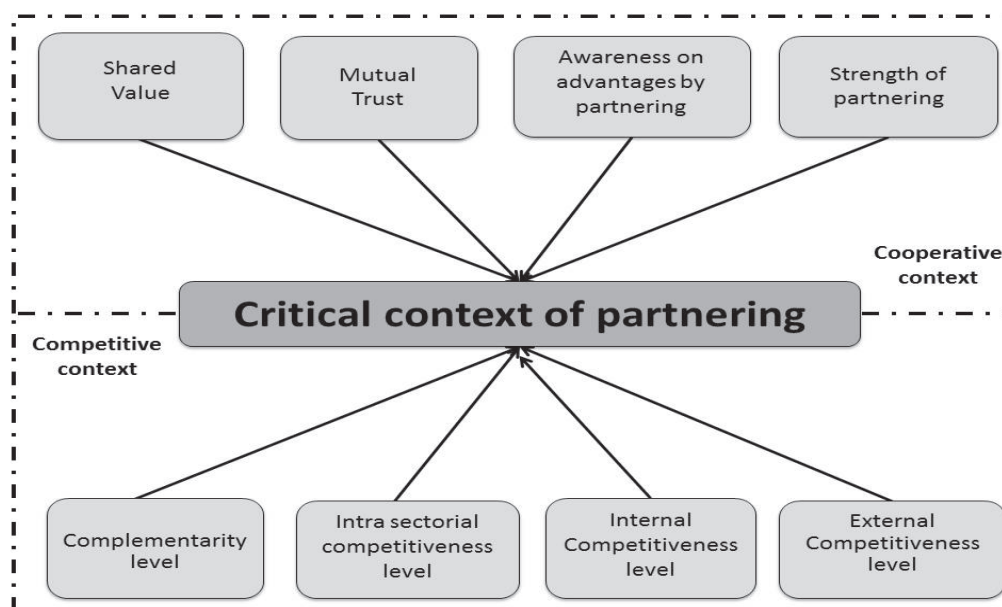 Shared
Value
Mutual
Trust
Awareness on
advantages by
partnering
Strength of
partnering
Cooperative
context
Critical context of partnering
Competitive
context
Complementarity
level
Intra sectorial
competitiveness
level
Internal
Competitiveness
level
External
Competitiveness
level